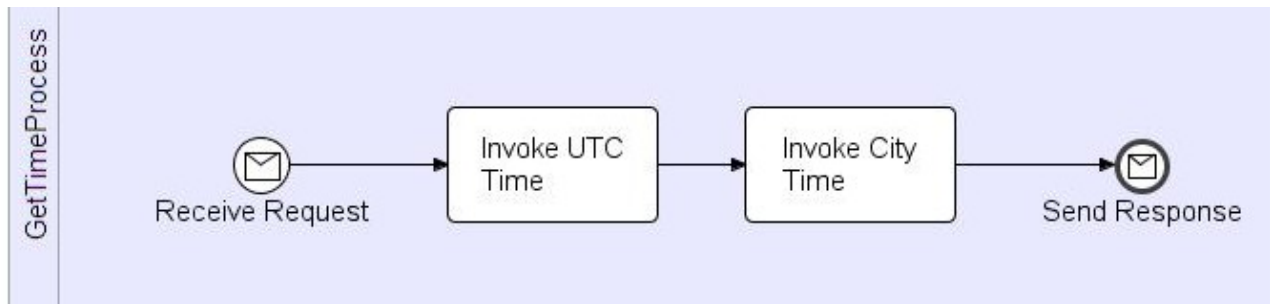 GetTimeProcess
Receive Request
Invoke UTC
Time
Invoke City
Time
Send Response